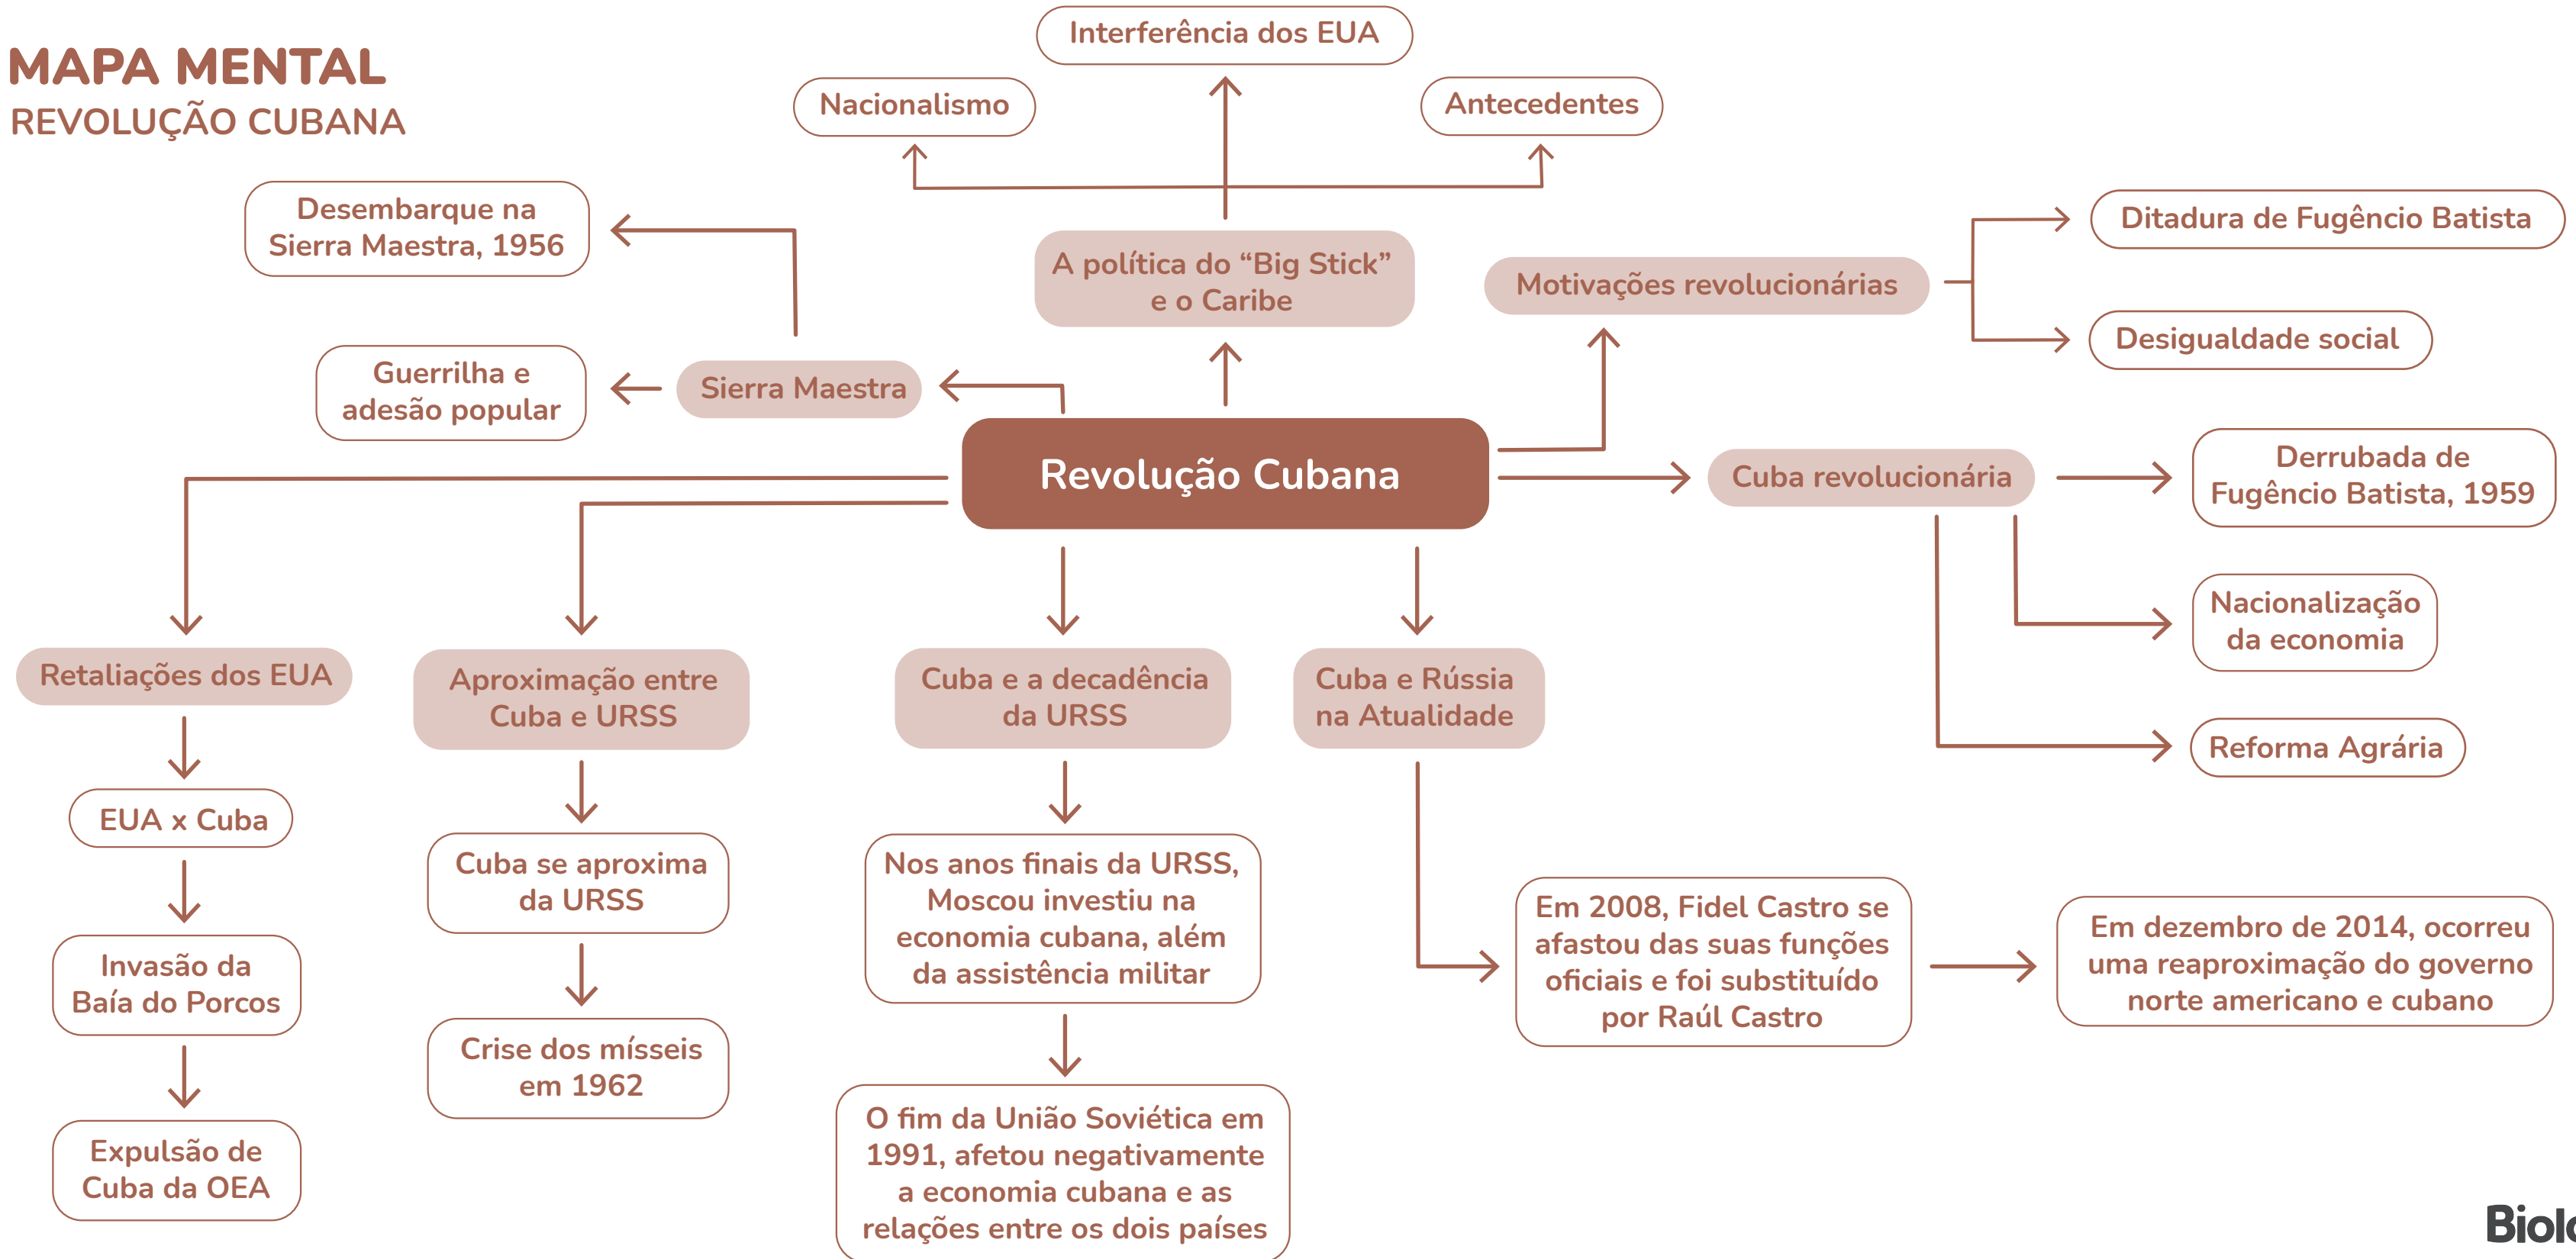 MAPA MENTAL
REVOLUÇÃO CUBANA
Interferência dos EUA
Nacionalismo
Antecedentes
A política do “Big Stick”
e o Caribe
Desembarque na
Sierra Maestra, 1956
Guerrilha e
adesão popular
Sierra Maestra
Motivações revolucionárias
Ditadura de Fugêncio Batista
Desigualdade social
Revolução Cubana
Cuba revolucionária
Derrubada de
Fugêncio Batista, 1959
Nacionalização
da economia
Reforma Agrária
Retaliações dos EUA
EUA x Cuba
Invasão da
Baía do Porcos
Expulsão de
Cuba da OEA
Aproximação entre
Cuba e URSS
Cuba se aproxima
da URSS
Crise dos mísseis
em 1962
Cuba e a decadência
da URSS
Nos anos finais da URSS,
Moscou investiu na
economia cubana, além
da assistência militar
O fim da União Soviética em
1991, afetou negativamente
a economia cubana e as
relações entre os dois países
Cuba e Rússia
na Atualidade
Em 2008, Fidel Castro se
afastou das suas funções
oficiais e foi substituído
por Raúl Castro
Em dezembro de 2014, ocorreu
uma reaproximação do governo
norte americano e cubano